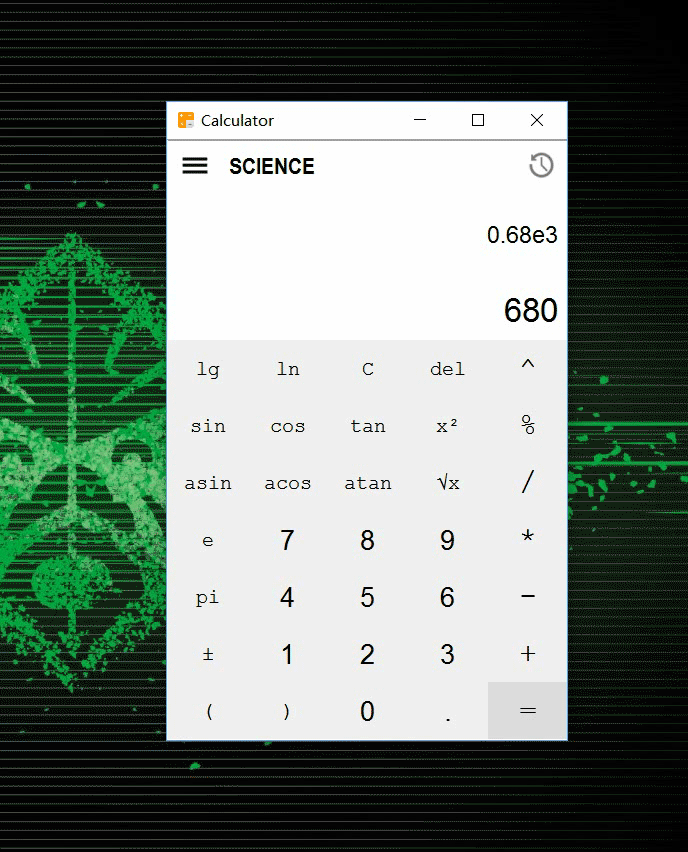 Calculator
SCIENCE
0.68e3
680
lg ln C del ^
sin cos tan x² %
asin acos atan √x /
e 7 8 9 *
pi 4 5 6 −
± 1 2 3 +
( ) 0 . =